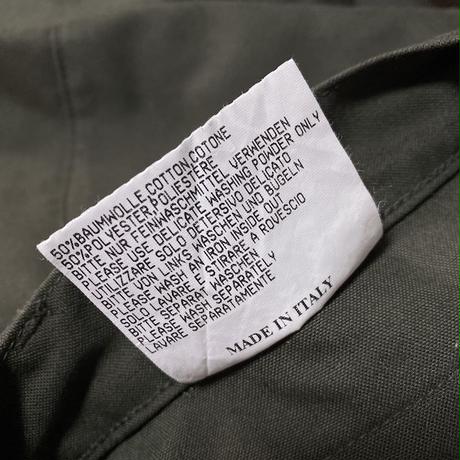 50%BAUMWOLLE.COTTON.COTONE
50%POLYESTER.POLIESTERE
BITTE NUR FEINWASCHMITTEL VERWENDEN
PLEASE USE DELICATE WASHING POWDER ONLY
UTILIZZARE SOLO DETERSIVO DELICATO
BITTE VON LINKS WASCHEN UND BÜGELN
PLEASE WASH AN IRON INSIDE OUT
SOLO LAVARE E STIRARE A ROVESCIO
BITTE SEPARAT WASCHEN
PLEASE WASH SEPARATELY
LAVARE SEPARATAMENTE
MADE IN ITALY